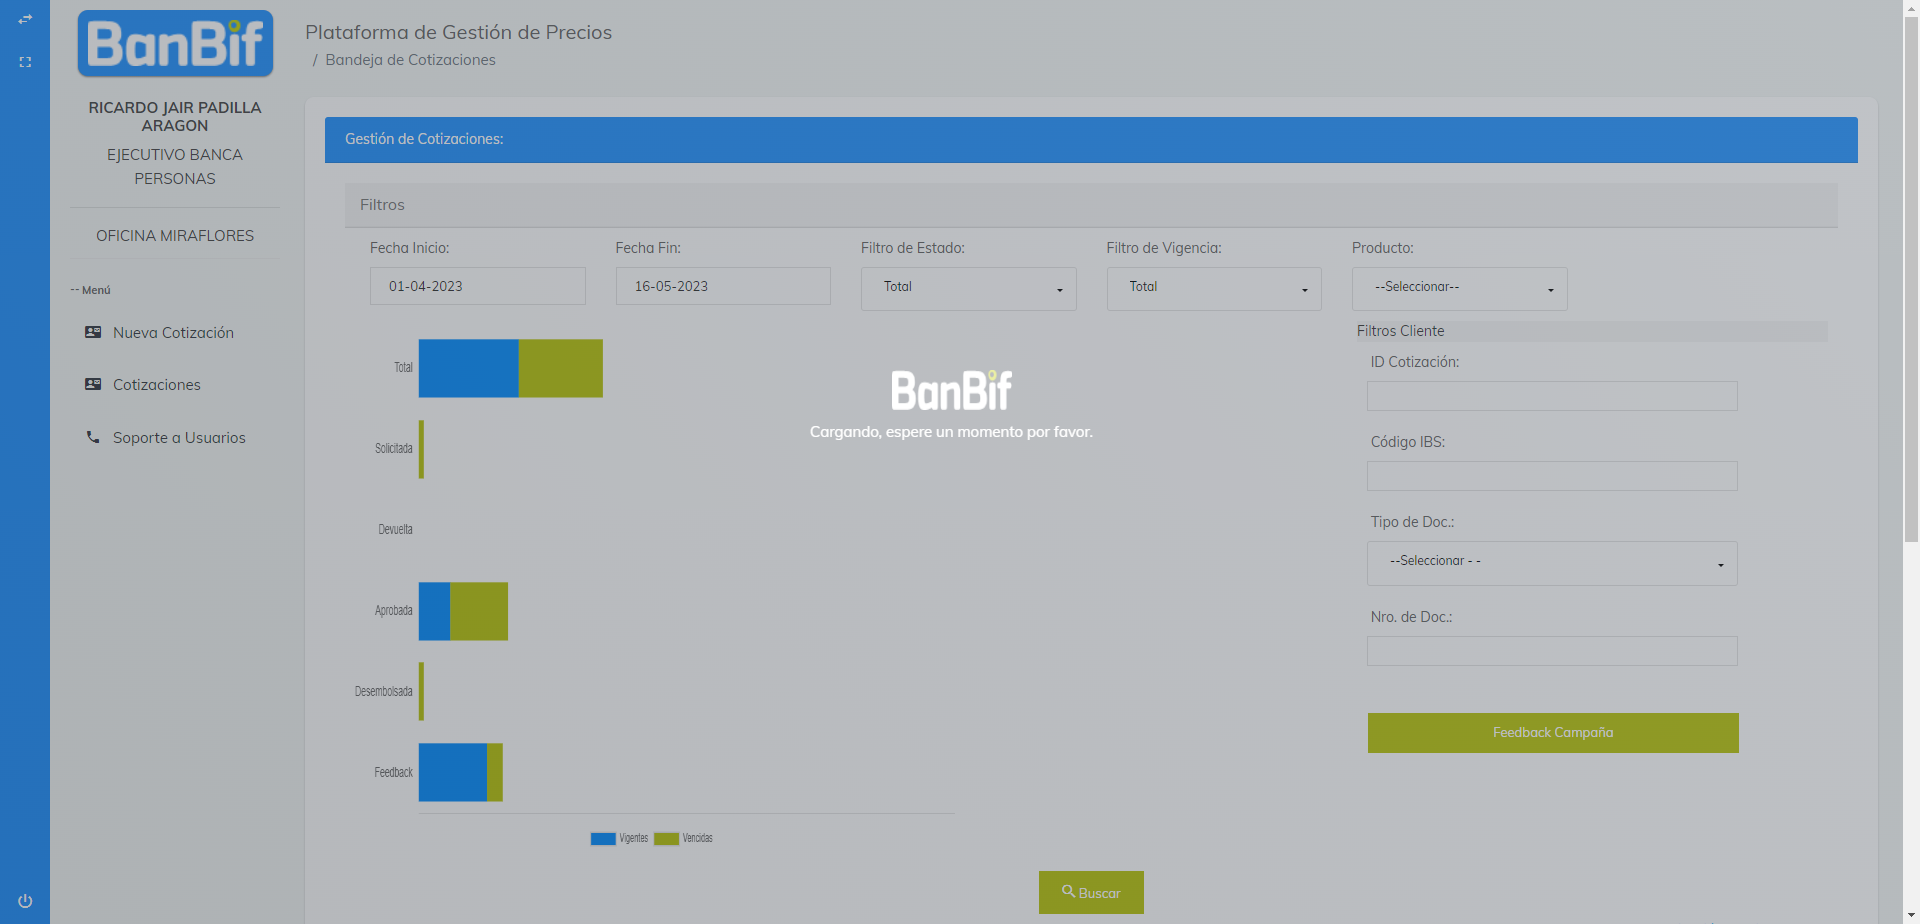 BanBif
RICARDO JAIR PADILLA
ARAGON
EJECUTIVO BANCA
PERSONAS
OFICINA MIRAFLORES
-- Menú
Nueva Cotización
Cotizaciones
Soporte a Usuarios
Plataforma de Gestión de Precios
/ Bandeja de Cotizaciones
Gestión de Cotizaciones:
Filtros
Fecha Inicio:
01-04-2023
Fecha Fin:
16-05-2023
Filtro de Estado:
Total
Filtro de Vigencia:
Total
Producto:
--Seleccionar--
Total
Solicitada
Devuelta
Aprobada
Desembolsada
Feedback
Vigentes
Vencidas
BanBif
Cargando, espere un momento por favor.
Filtros Cliente
ID Cotización:
Código IBS:
Tipo de Doc.:
--Seleccionar - -
Nro. de Doc.:
Feedback Campaña
Buscar